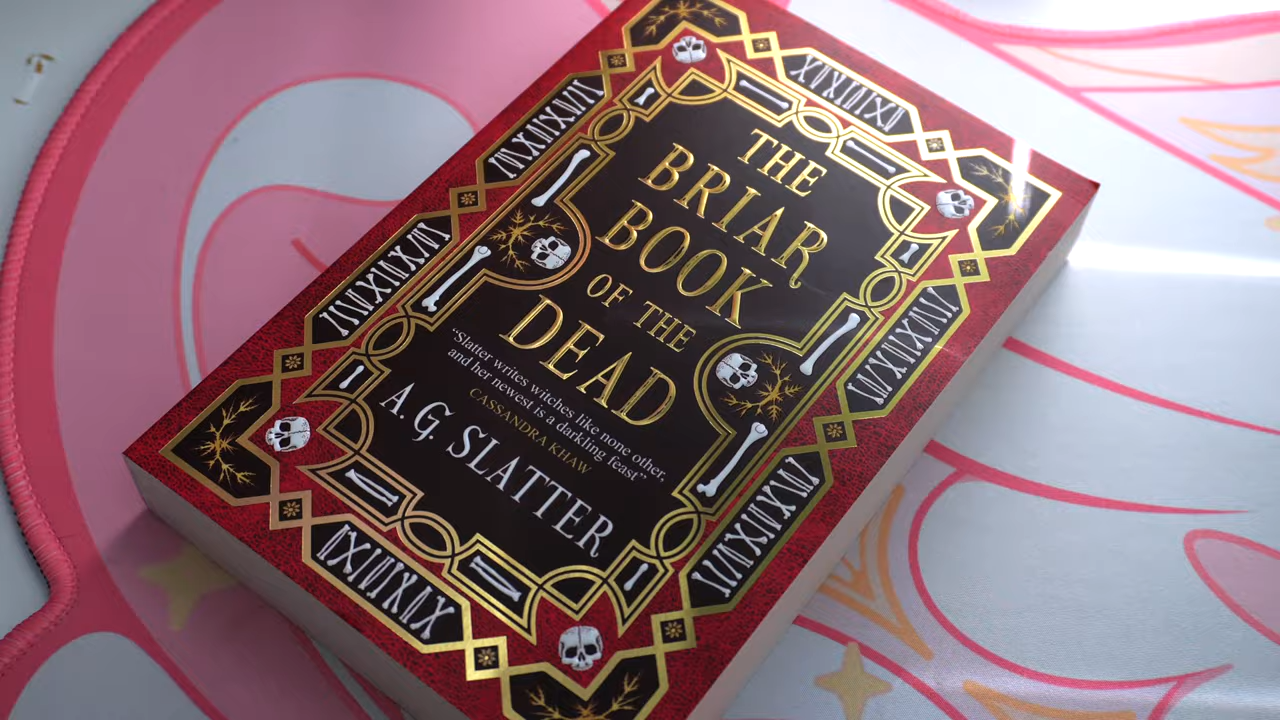 THE
BRIAR
BOOK
OF THE
DEAD
“Slatter writes witches like none other,
and her newest is a darkling feast”,
CASSANDRA KHAW
A. G. SLATTER